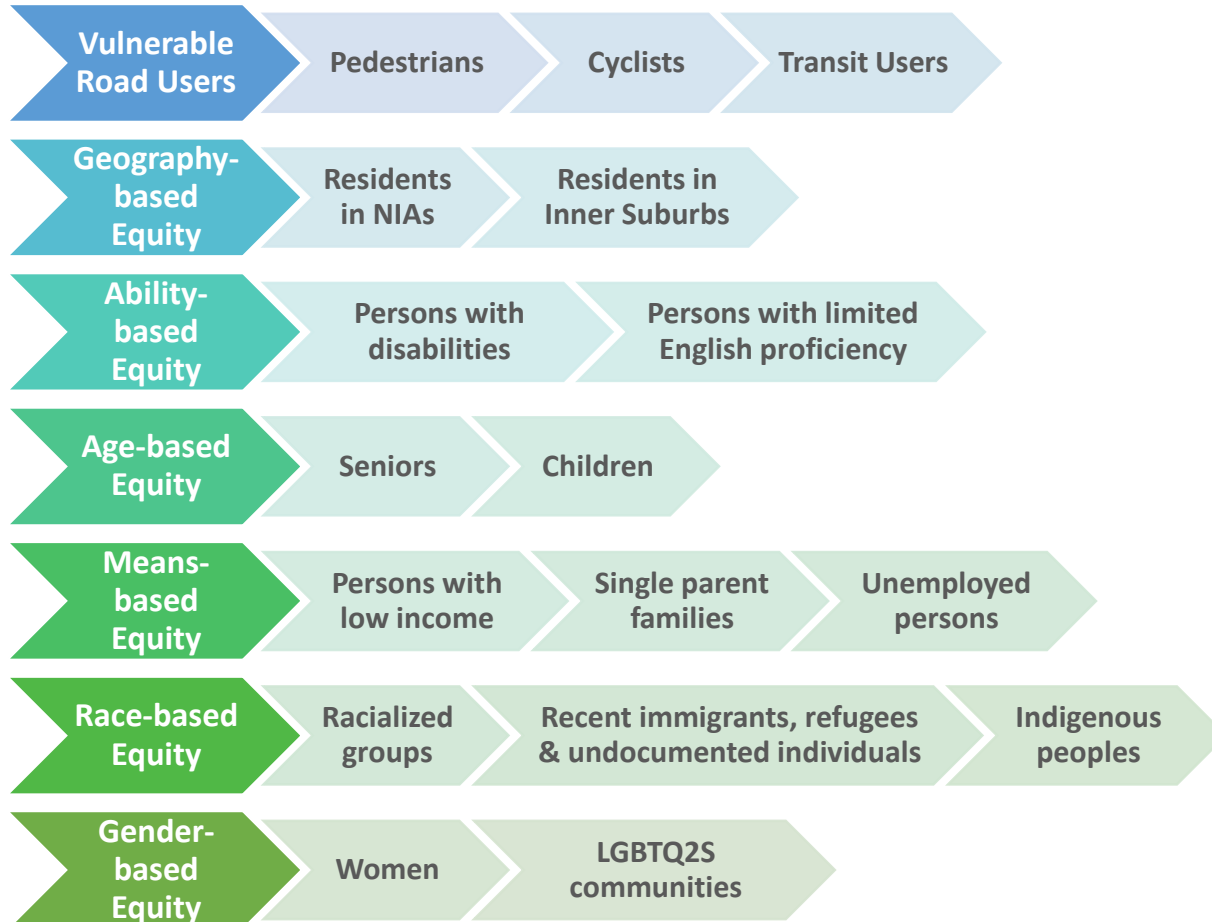 Vulnerable
Road Users
Pedestrians
Cyclists
Transit Users
Geography-
based
Equity
Residents
in NIAs
Residents in
Inner Suburbs
Ability-
based
Equity
Persons with
disabilities
Persons with limited
English proficiency
Age-based
Equity
Seniors
Children
Means-
based
Equity
Persons with
low income
Single parent
families
Unemployed
persons
Race-based
Equity
Racialized
groups
Recent immigrants, refugees
& undocumented individuals
Indigenous
peoples
Gender-
based
Equity
Women
LGBTQ2S
communities